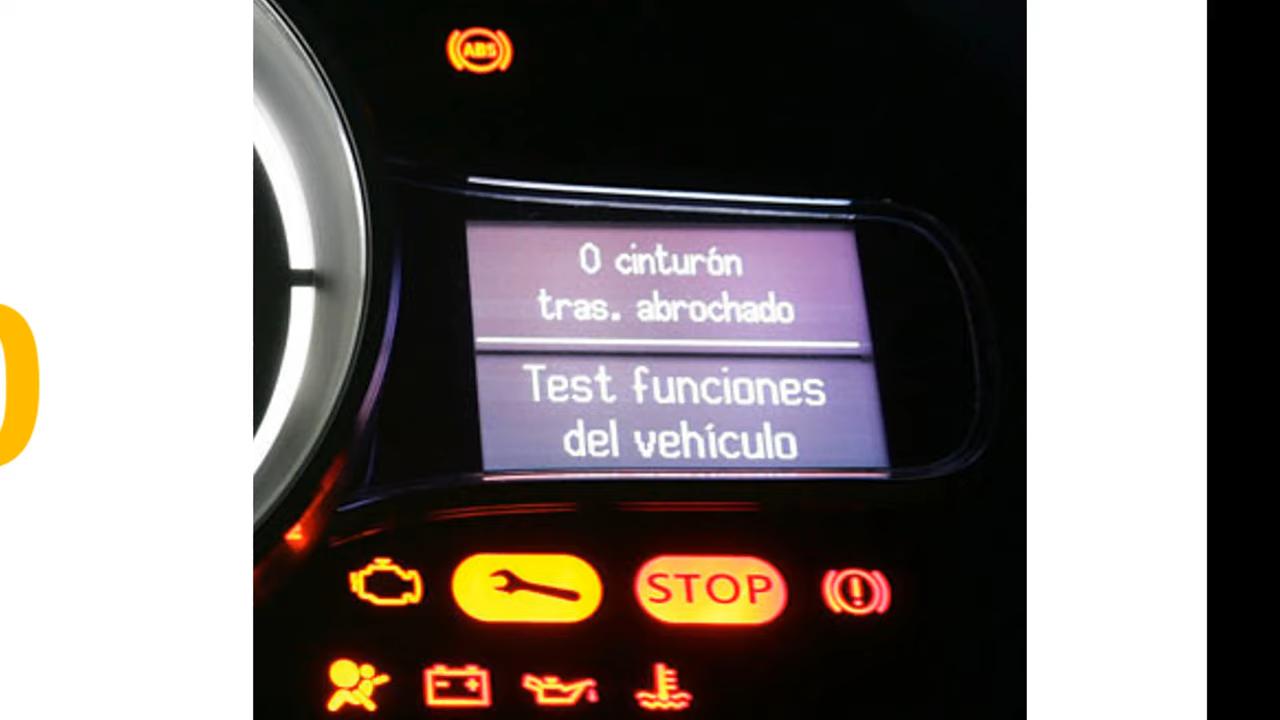 ABS
0 cinturón
tras. abrochado
Test funciones
del vehículo
STOP